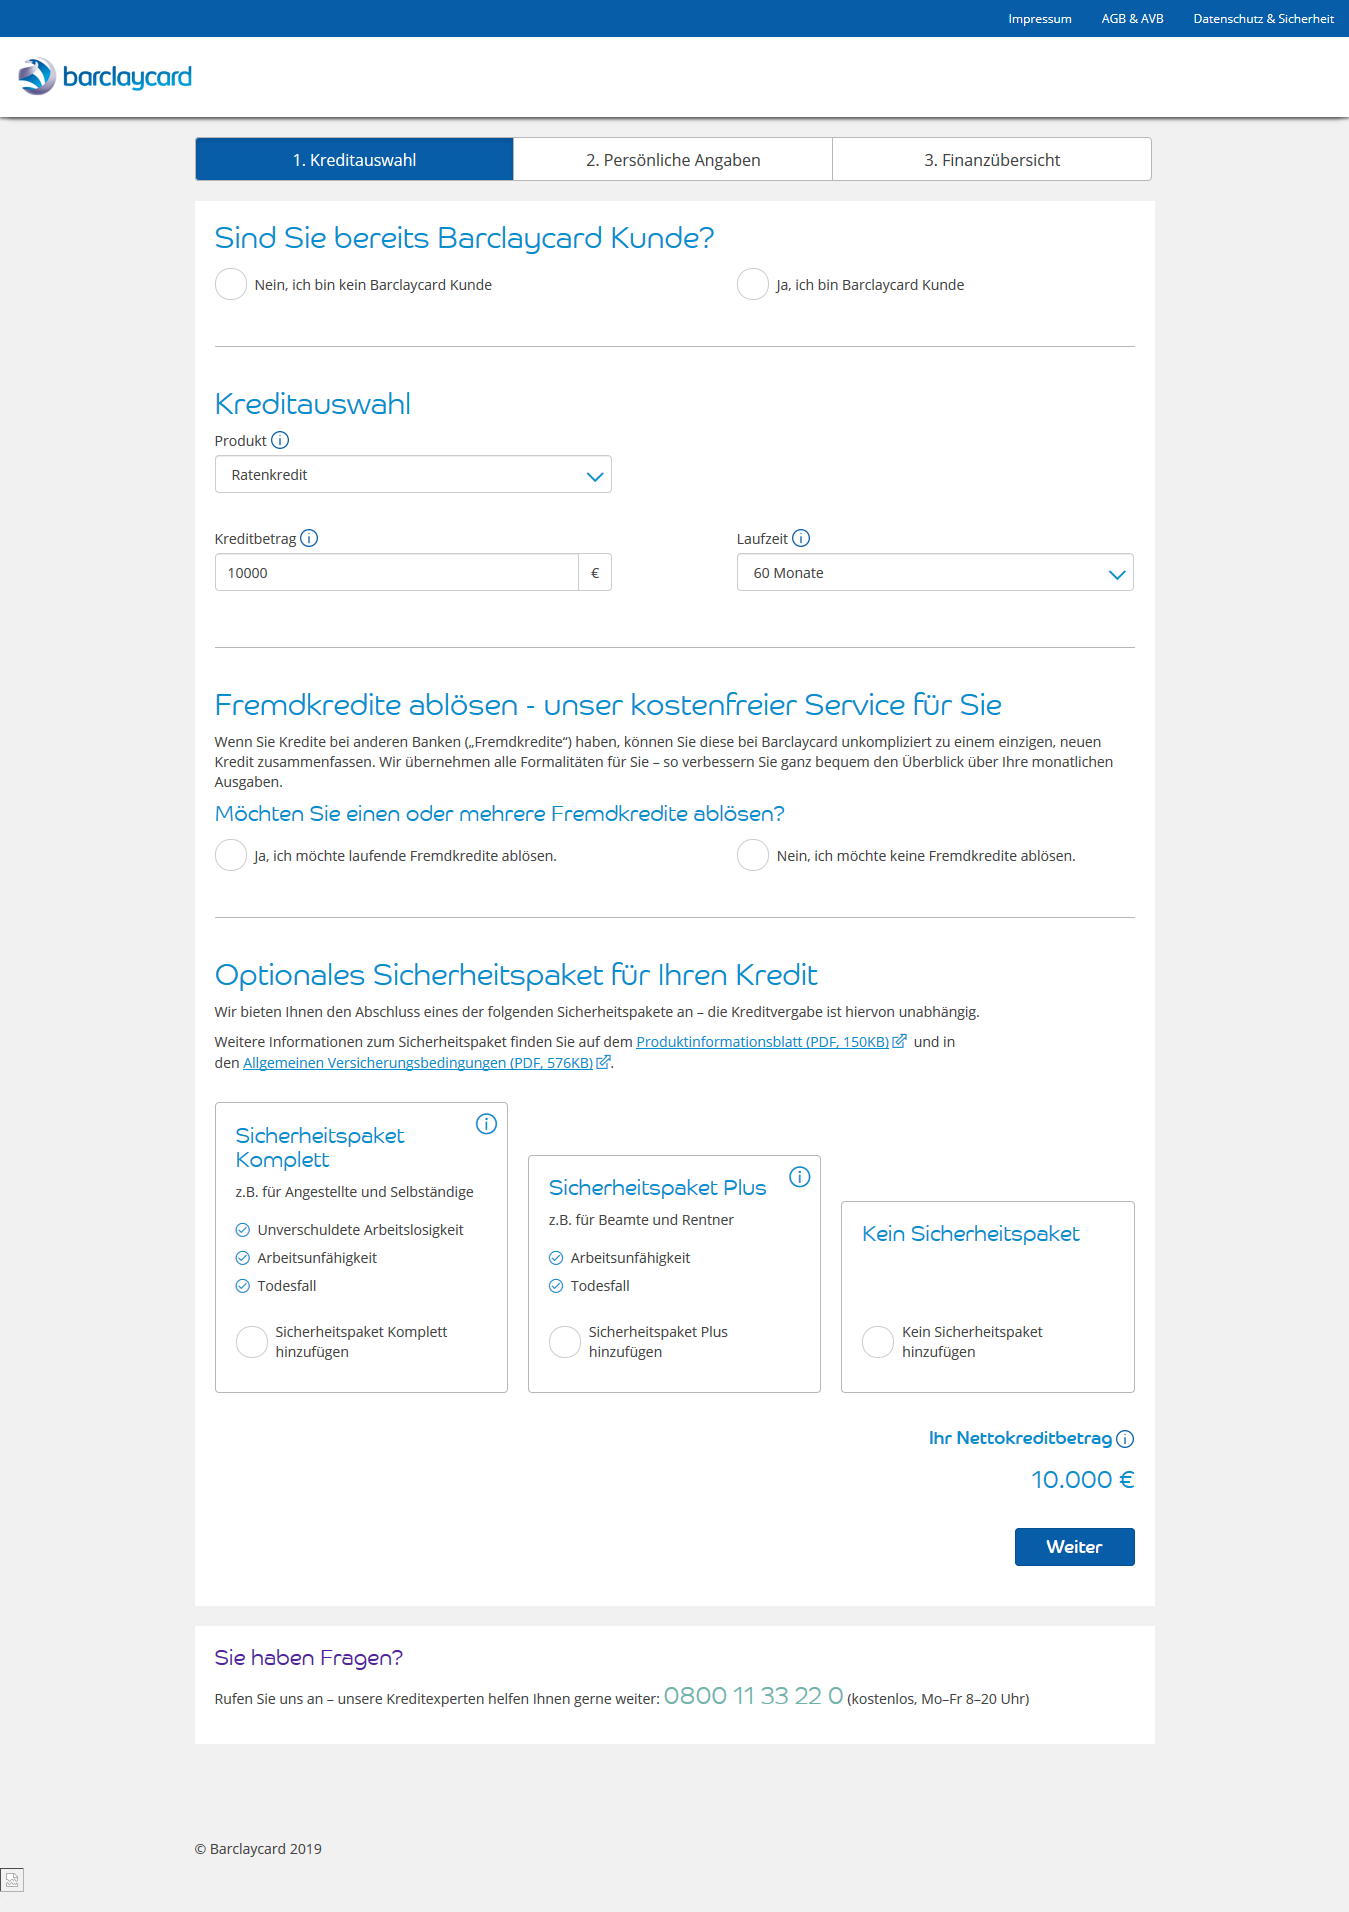 Impressum AGB & AVB Datenschutz & Sicherheit
barclaycard
1. Kreditauswahl 2. Persönliche Angaben 3. Finanzübersicht
Sind Sie bereits Barclaycard Kunde?
Nein, ich bin kein Barclaycard Kunde Ja, ich bin Barclaycard Kunde
Kreditauswahl
Produkt
Ratenkredit
Kreditbetrag Laufzeit
10000 € 60 Monate
Fremdkredite ablösen - unser kostenfreier Service für Sie
Wenn Sie Kredite bei anderen Banken („Fremdkredite“) haben, können Sie diese bei Barclaycard unkompliziert zu einem einzigen, neuen
Kredit zusammenfassen. Wir übernehmen alle Formalitäten für Sie – so verbessern Sie ganz bequem den Überblick über Ihre monatlichen
Ausgaben.
Möchten Sie einen oder mehrere Fremdkredite ablösen?
Ja, ich möchte laufende Fremdkredite ablösen. Nein, ich möchte keine Fremdkredite ablösen.
Optionales Sicherheitspaket für Ihren Kredit
Wir bieten Ihnen den Abschluss eines der folgenden Sicherheitspakete an – die Kreditvergabe ist hiervon unabhängig.
Weitere Informationen zum Sicherheitspaket finden Sie auf dem Produktinformationsblatt (PDF, 150KB) und in
den Allgemeinen Versicherungsbedingungen (PDF, 576KB).
Sicherheitspaket
Komplett
z.B. für Angestellte und Selbständige
Unverschuldete Arbeitslosigkeit
Arbeitsunfähigkeit
Todesfall
Sicherheitspaket Komplett
hinzufügen
Sicherheitspaket Plus
z.B. für Beamte und Rentner
Arbeitsunfähigkeit
Todesfall
Sicherheitspaket Plus
hinzufügen
Kein Sicherheitspaket
Kein Sicherheitspaket
hinzufügen
Ihr Nettokreditbetrag
10.000 €
Weiter
Sie haben Fragen?
Rufen Sie uns an – unsere Kreditexperten helfen Ihnen gerne weiter: 0800 11 33 22 0 (kostenlos, Mo–Fr 8–20 Uhr)
© Barclaycard 2019